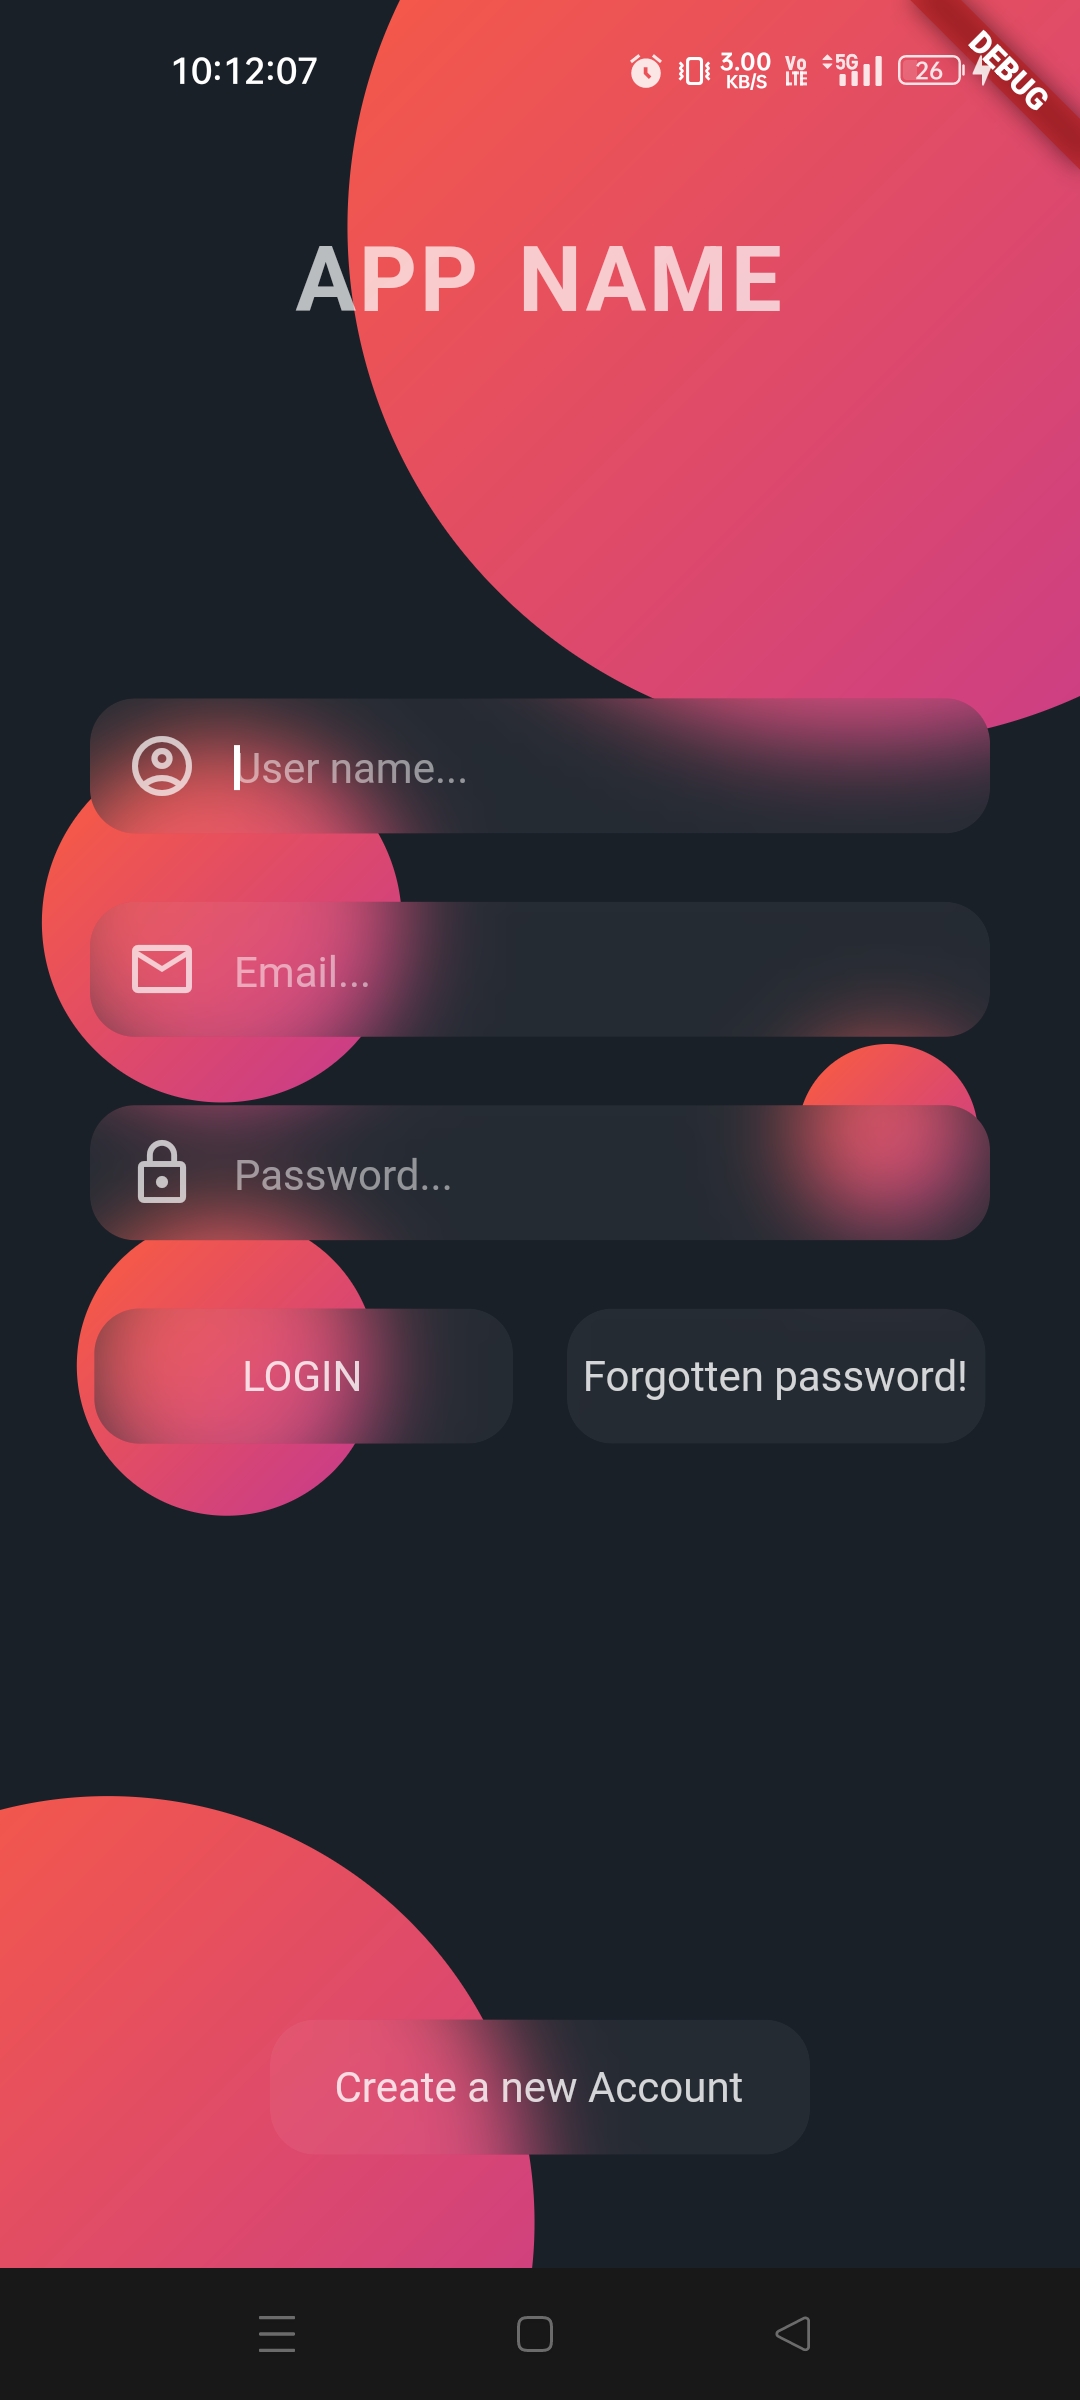 10:12:07
3.00 KB/S Vo LTE 5G 26
DEBUG
APP NAME
User name...
Email...
Password...
LOGIN
Forgotten password!
Create a new Account